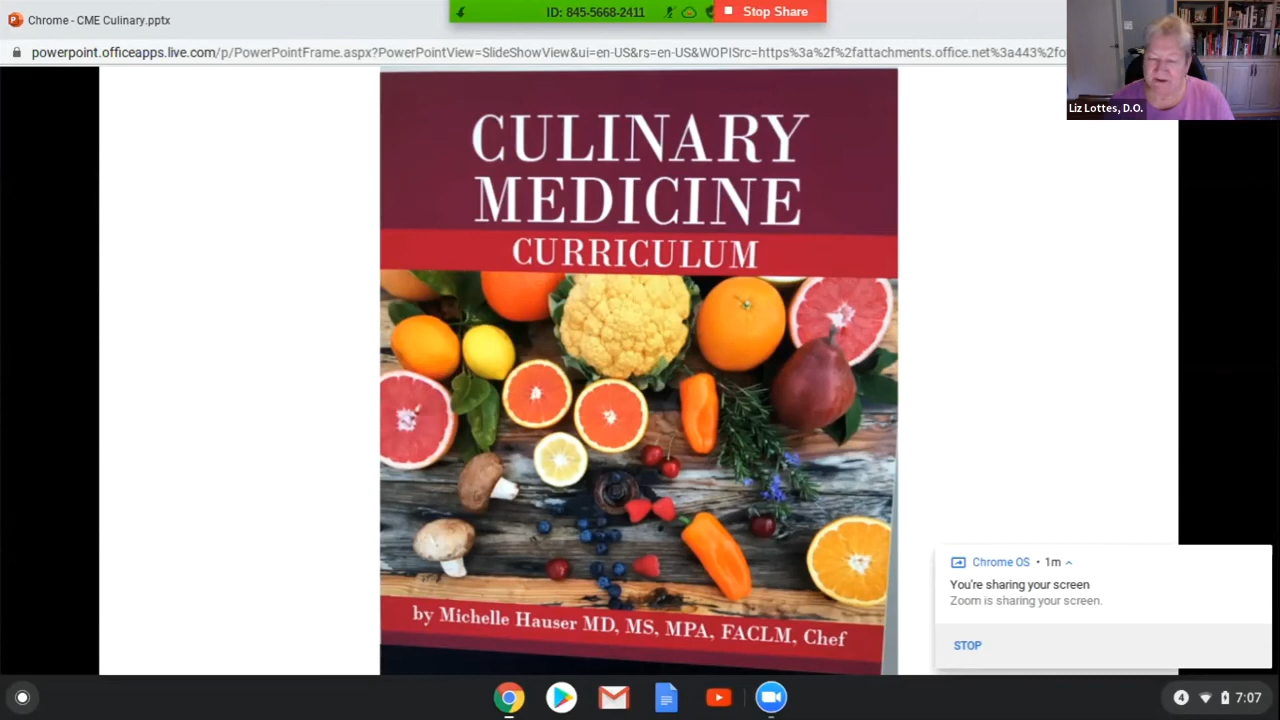 Chrome - CME Culinary.pptx
ID: 845-5668-2411
Stop Share
powerpoint.officeapps.live.com/p/PowerPointFrame.aspx?PowerPointView=SlideShowView&ui=en-US&rs=en-US&WOPISrc=https%3a%2f%2fattachments.office.net%3a443%2fo
Liz Lottes, D.O.
CULINARY
MEDICINE
CURRICULUM
by Michelle Hauser MD, MS, MPA, FACLM, Chef
Chrome OS • 1m
You're sharing your screen
Zoom is sharing your screen.
STOP
4
7:07